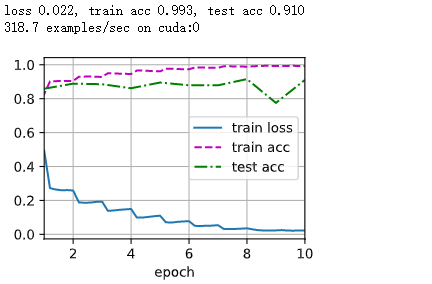 loss 0.022, train acc 0.993, test acc 0.910
318.7 examples/sec on cuda:0
1.0
0.8
0.6
0.4
0.2
0.0
train loss
train acc
test acc
2 4 6 8 10
epoch